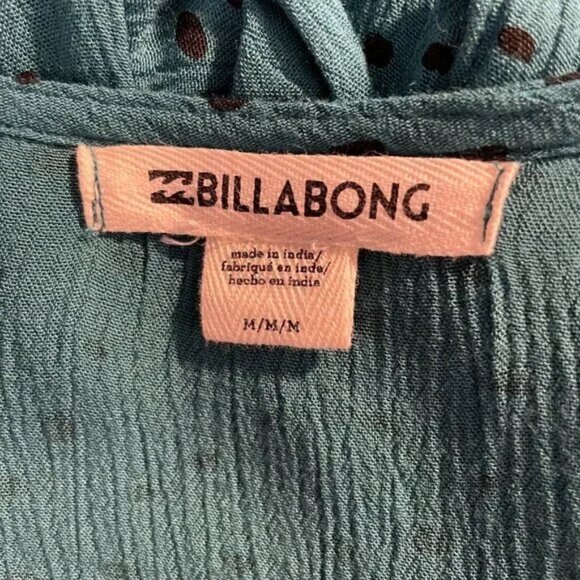 BILLABONG
made in india/
fabriqué en inde/
hecho en india
M/M/M